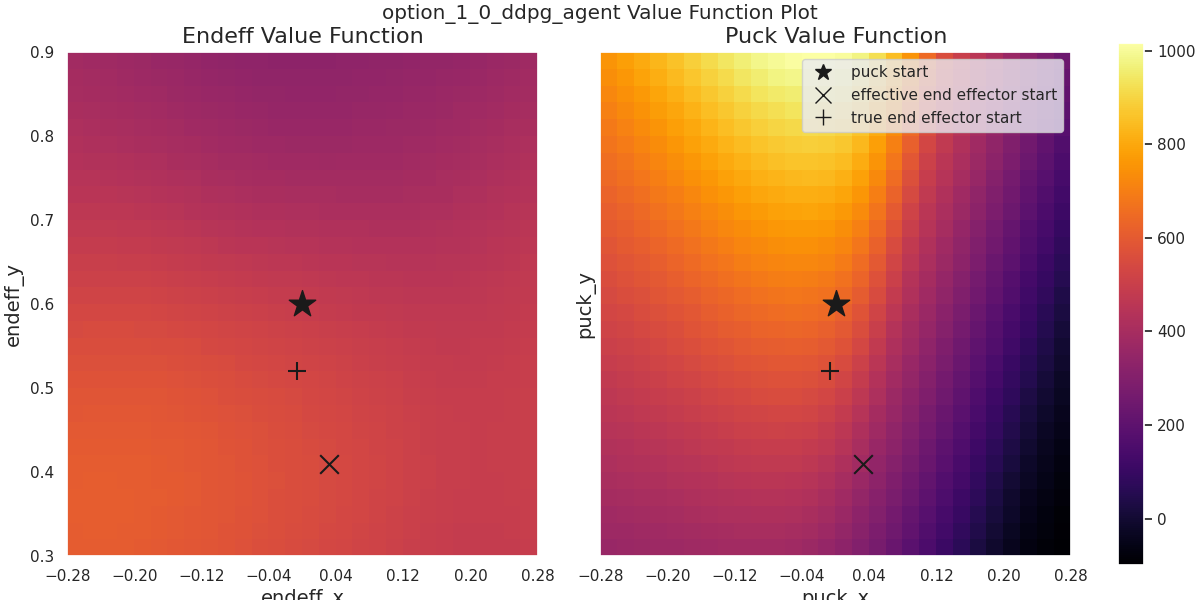 option_1_0_ddpg_agent Value Function Plot
Endeff Value Function
Puck Value Function
puck start
effective end effector start
true end effector start
endeff_y
0.9
0.8
0.7
0.6
0.5
0.4
0.3
−0.28 −0.20 −0.12 −0.04 0.04 0.12 0.20 0.28
endeff_x
puck_y
−0.28 −0.20 −0.12 −0.04 0.04 0.12 0.20 0.28
puck_x
1000
800
600
400
200
0